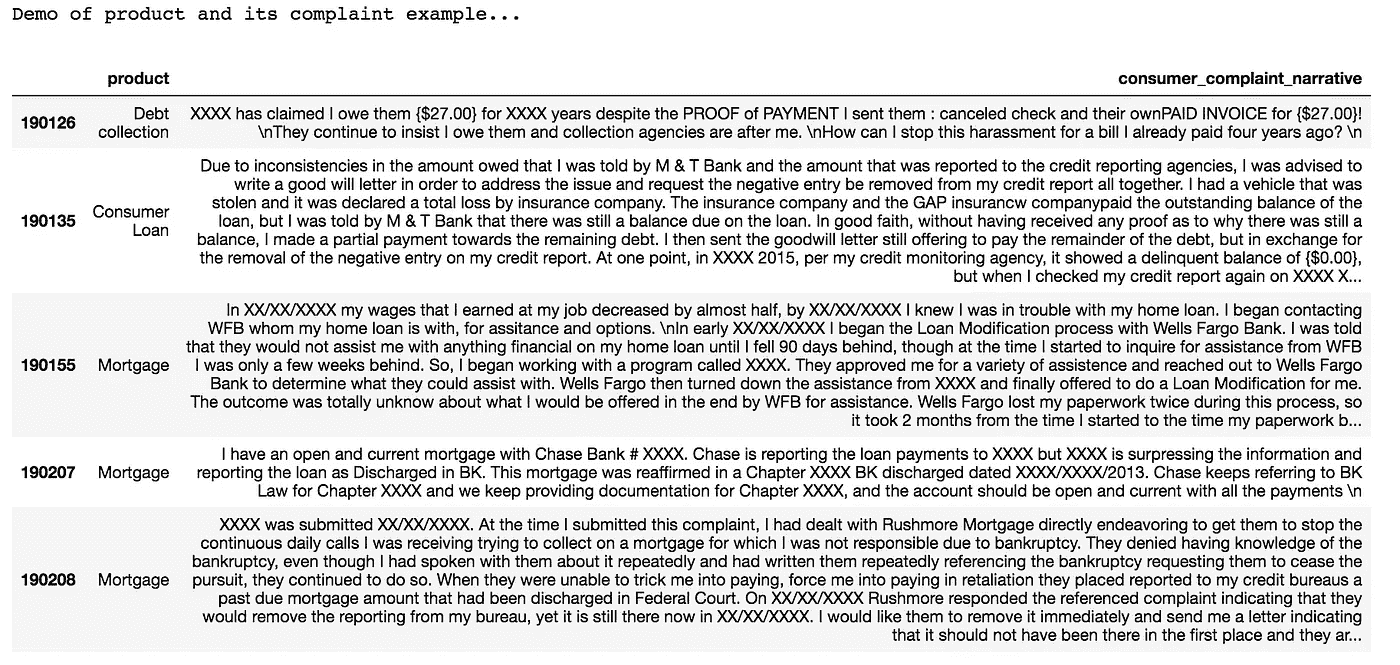 Demo of product and its complaint example...
product consumer_complaint_narrative
190126 Debt collection XXXX has claimed I owe them {$27.00} for XXXX years despite the PROOF of PAYMENT I sent them : canceled check and their ownPAID INVOICE for {$27.00}!
\nThey continue to insist I owe them and collection agencies are after me. \nHow can I stop this harassment for a bill I already paid four years ago? \n
190135 Consumer Loan Due to inconsistencies in the amount owed that I was told by M & T Bank and the amount that was reported to the credit reporting agencies, I was advised to
write a good will letter in order to address the issue and request the negative entry be removed from my credit report all together. I had a vehicle that was
stolen and it was declared a total loss by insurance company. The insurance company and the GAP insurancw companypaid the outstanding balance of the
loan, but I was told by M & T Bank that there was still a balance due on the loan. In good faith, without having received any proof as to why there was still a
balance, I made a partial payment towards the remaining debt. I then sent the goodwill letter still offering to pay the remainder of the debt, but in exchange for
the removal of the negative entry on my credit report. At one point, in XXXX 2015, per my credit monitoring agency, it showed a delinquent balance of {$0.00},
but when I checked my credit report again on XXXX X...
190155 Mortgage In XX/XX/XXXX my wages that I earned at my job decreased by almost half, by XX/XX/XXXX I knew I was in trouble with my home loan. I began contacting
WFB whom my home loan is with, for assitance and options. \nIn early XX/XX/XXXX I began the Loan Modification process with Wells Fargo Bank. I was told
that they would not assist me with anything financial on my home loan until I fell 90 days behind, though at the time I started to inquire for assistance from WFB
I was only a few weeks behind. So, I began working with a program called XXXX. They approved me for a variety of assistence and reached out to Wells Fargo
Bank to determine what they could assist with. Wells Fargo then turned down the assistance from XXXX and finally offered to do a Loan Modification for me.
The outcome was totally unknow about what I would be offered in the end by WFB for assistance. Wells Fargo lost my paperwork twice during this process, so
it took 2 months from the time I started to the time my paperwork b...
190207 Mortgage I have an open and current mortgage with Chase Bank # XXXX. Chase is reporting the loan payments to XXXX but XXXX is surpressing the information and
reporting the loan as Discharged in BK. This mortgage was reaffirmed in a Chapter XXXX BK discharged dated XXXX/XXXX/2013. Chase keeps referring to BK
Law for Chapter XXXX and we keep providing documentation for Chapter XXXX, and the account should be open and current with all the payments \n
190208 Mortgage XXXX was submitted XX/XX/XXXX. At the time I submitted this complaint, I had dealt with Rushmore Mortgage directly endeavoring to get them to stop the
continuous daily calls I was receiving trying to collect on a mortgage for which I was not responsible due to bankruptcy. They denied having knowledge of the
bankruptcy, even though I had spoken with them about it repeatedly and had written them repeatedly referencing the bankruptcy requesting them to cease the
pursuit, they continued to do so. When they were unable to trick me into paying, force me into paying in retaliation they placed reported to my credit bureaus a
past due mortgage amount that had been discharged in Federal Court. On XX/XX/XXXX Rushmore responded the referenced complaint indicating that they
would remove the reporting from my bureau, yet it is still there now in XX/XX/XXXX. I would like them to remove it immediately and send me a letter indicating
that it should not have been there in the first place and they ar...